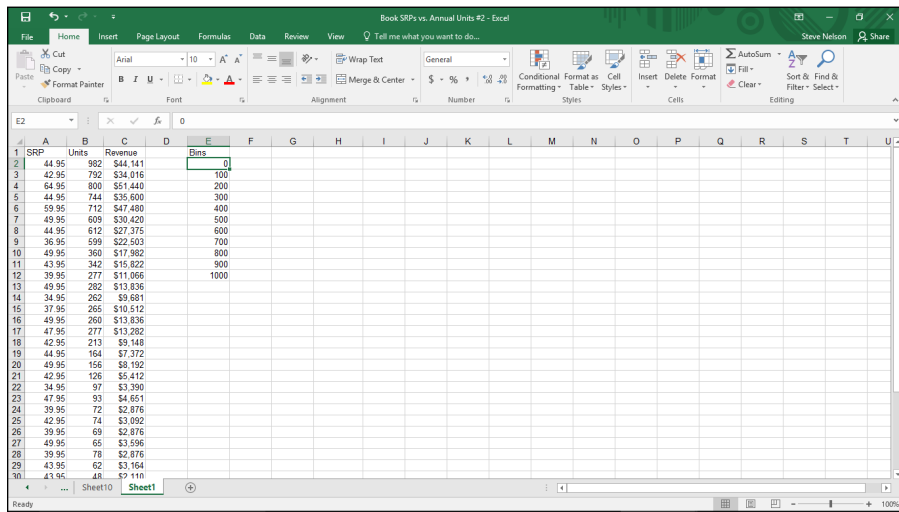 Book SRPs vs. Annual Units #2 - Excel
File Home Insert Page Layout Formulas Data Review View Tell me what you want to do... Steve Nelson Share
Paste Cut Copy Format Painter Clipboard
Arial 10 B I U A A A Font
Wrap Text Merge & Center Alignment
General $ % , Number
Conditional Formatting Format as Table Cell Styles Styles
Insert Delete Format Cells
AutoSum Fill Clear Sort & Filter Find & Select Editing
E2 fx 0
A B C D E F G H I J K L M N O P Q R S T U
1 SRP Units Revenue Bins
2 44.95 982 $44,141 0
3 42.95 792 $34,016 100
4 64.95 800 $51,440 200
5 44.95 744 $35,600 300
6 59.95 712 $47,480 400
7 49.95 609 $30,420 500
8 44.95 612 $27,375 600
9 36.95 599 $22,503 700
10 49.95 360 $17,982 800
11 43.95 342 $15,822 900
12 39.95 277 $11,066 1000
13 49.95 282 $13,836
14 34.95 262 $9,681
15 37.95 265 $10,512
16 49.95 260 $13,836
17 47.95 277 $13,282
18 42.95 213 $9,148
19 44.95 164 $7,372
20 49.95 156 $8,192
21 42.95 126 $5,412
22 34.95 97 $3,390
23 47.95 93 $4,651
24 39.95 72 $2,876
25 42.95 74 $3,092
26 39.95 69 $2,876
27 49.95 65 $3,596
28 39.95 78 $2,876
29 43.95 62 $3,164
30 43.95 48 $2,110
... Sheet10 Sheet1
Ready 100%